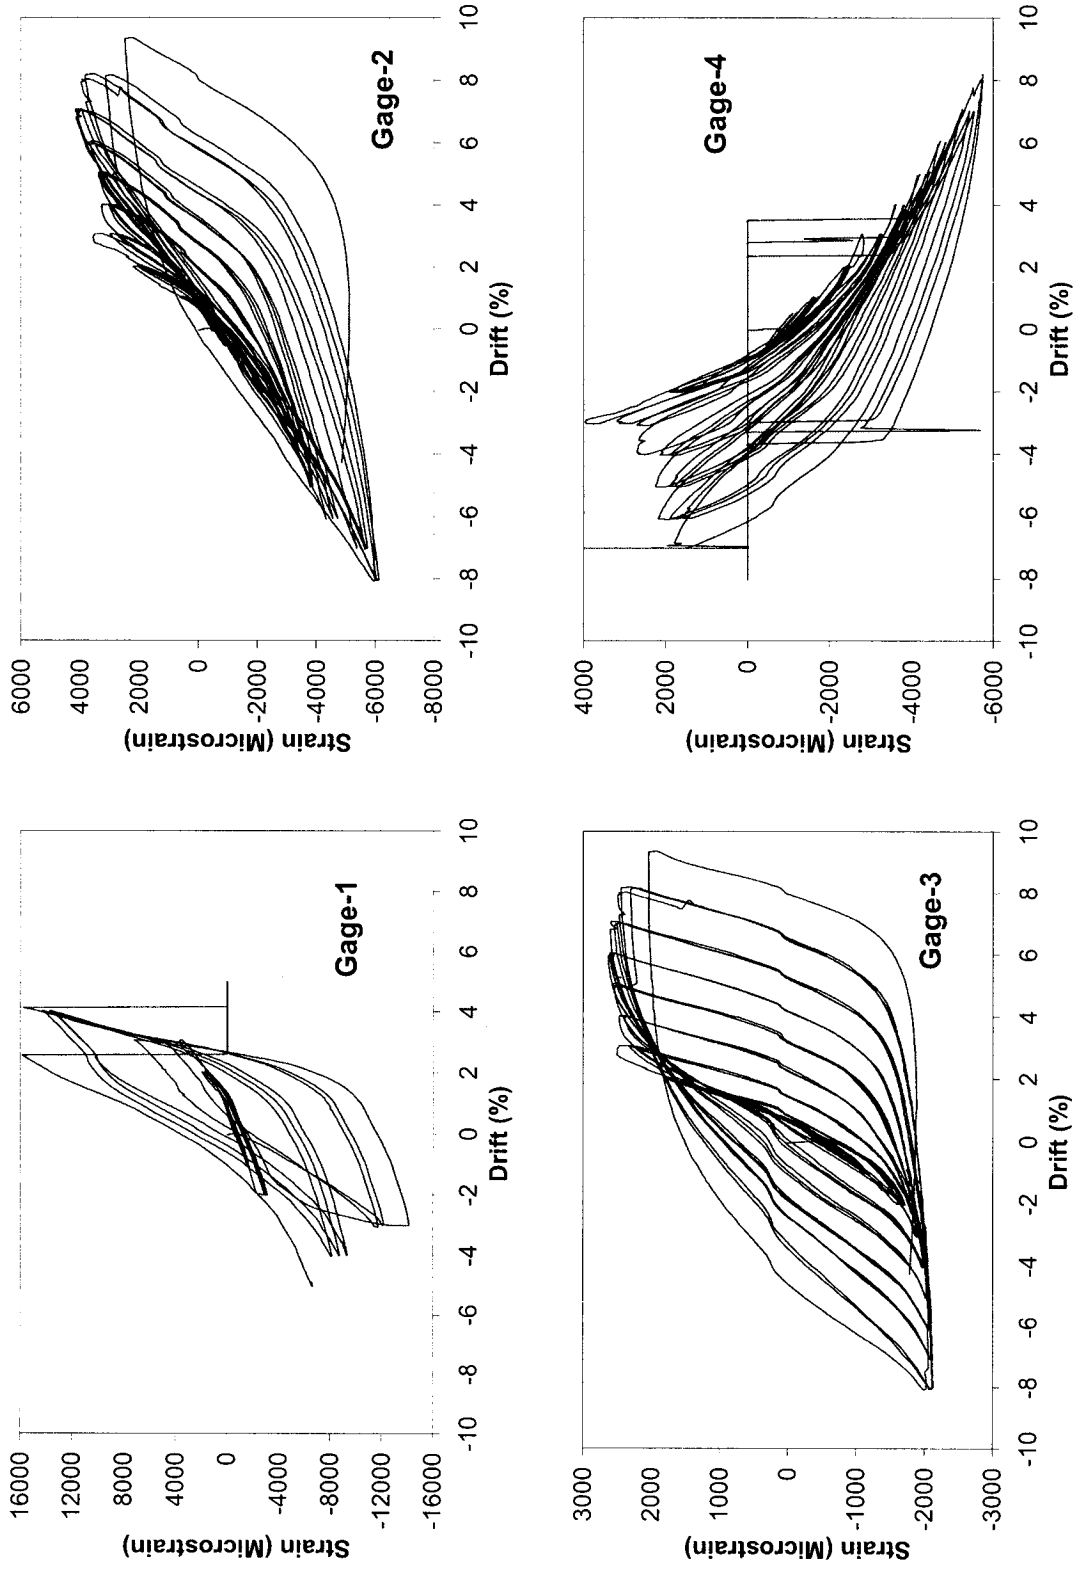 Strain (Microstrain)
16000
12000
8000
4000
0
-4000
-8000
-12000
-16000
Gage-1
-10 -8 -6 -4 -2 0 2 4 6 8 10
Drift (%)
Strain (Microstrain)
6000
4000
2000
0
-2000
-4000
-6000
-8000
Gage-2
-10 -8 -6 -4 -2 0 2 4 6 8 10
Drift (%)
Strain (Microstrain)
3000
2000
1000
0
-1000
-2000
-3000
Gage-3
-10 -8 -6 -4 -2 0 2 4 6 8 10
Drift (%)
Strain (Microstrain)
4000
2000
0
-2000
-4000
-6000
Gage-4
-10 -8 -6 -4 -2 0 2 4 6 8 10
Drift (%)